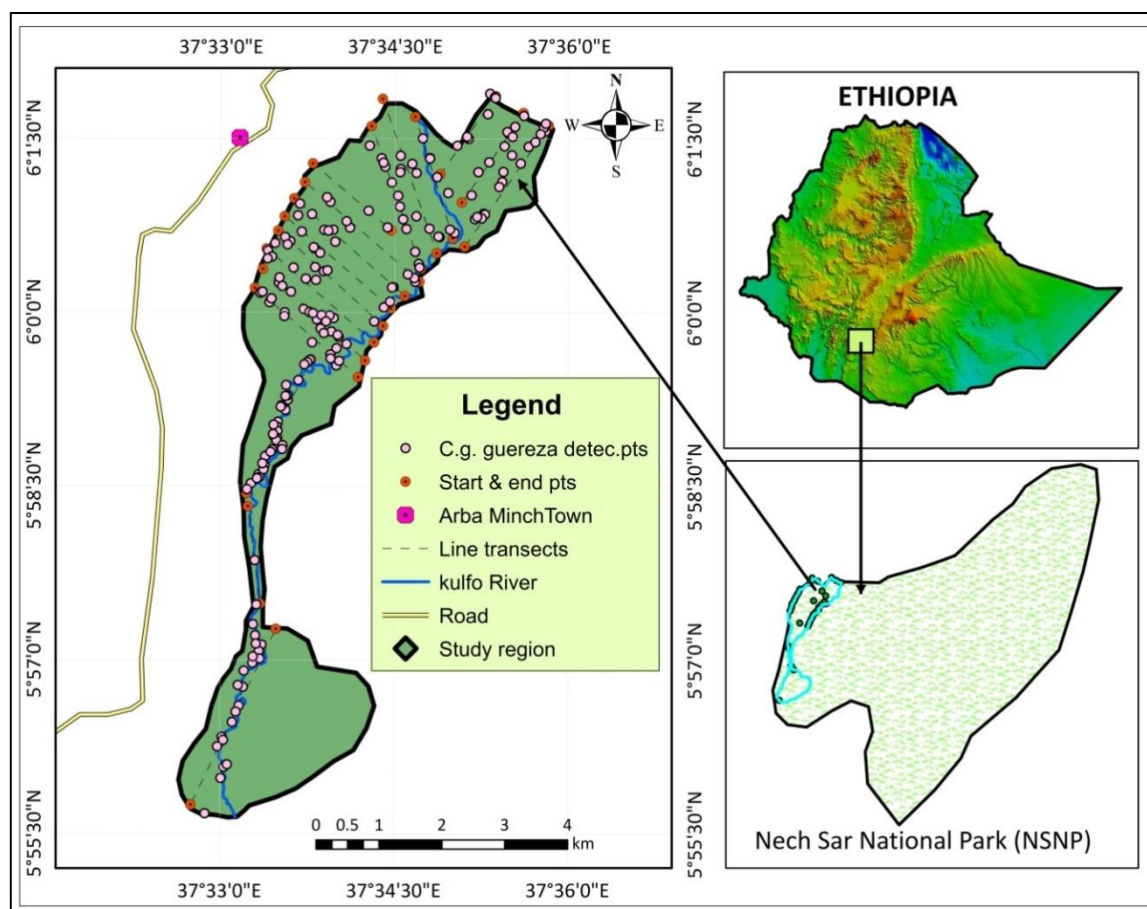 37°33'0"E 37°34'30"E 37°36'0"E
6°1'30"N
6°0'0"N
5°58'30"N
5°57'0"N
5°55'30"N
N
W E
S
Legend
C.g. guereza detec.pts
Start & end pts
Arba MinchTown
Line transects
kulfo River
Road
Study region
0 0.5 1 2 3 4
km
37°33'0"E 37°34'30"E 37°36'0"E
ETHIOPIA
6°1'30"N
6°0'0"N
5°58'30"N
5°57'0"N
5°55'30"N
Nech Sar National Park (NSNP)